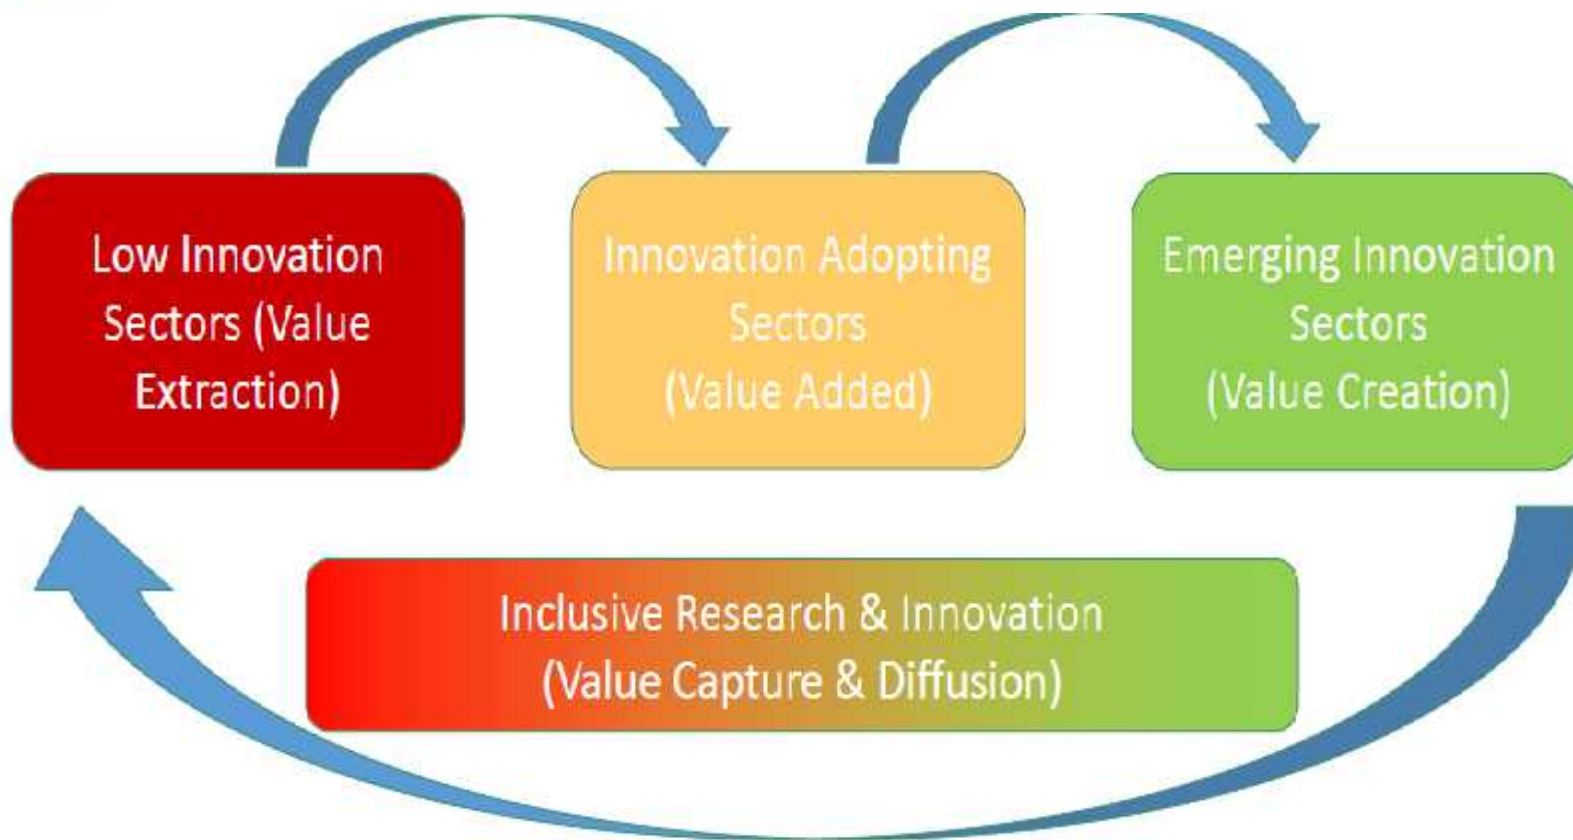 Low Innovation
Sectors (Value
Extraction)
Innovation Adopting
Sectors
(Value Added)
Emerging Innovation
Sectors
(Value Creation)
Inclusive Research & Innovation
(Value Capture & Diffusion)